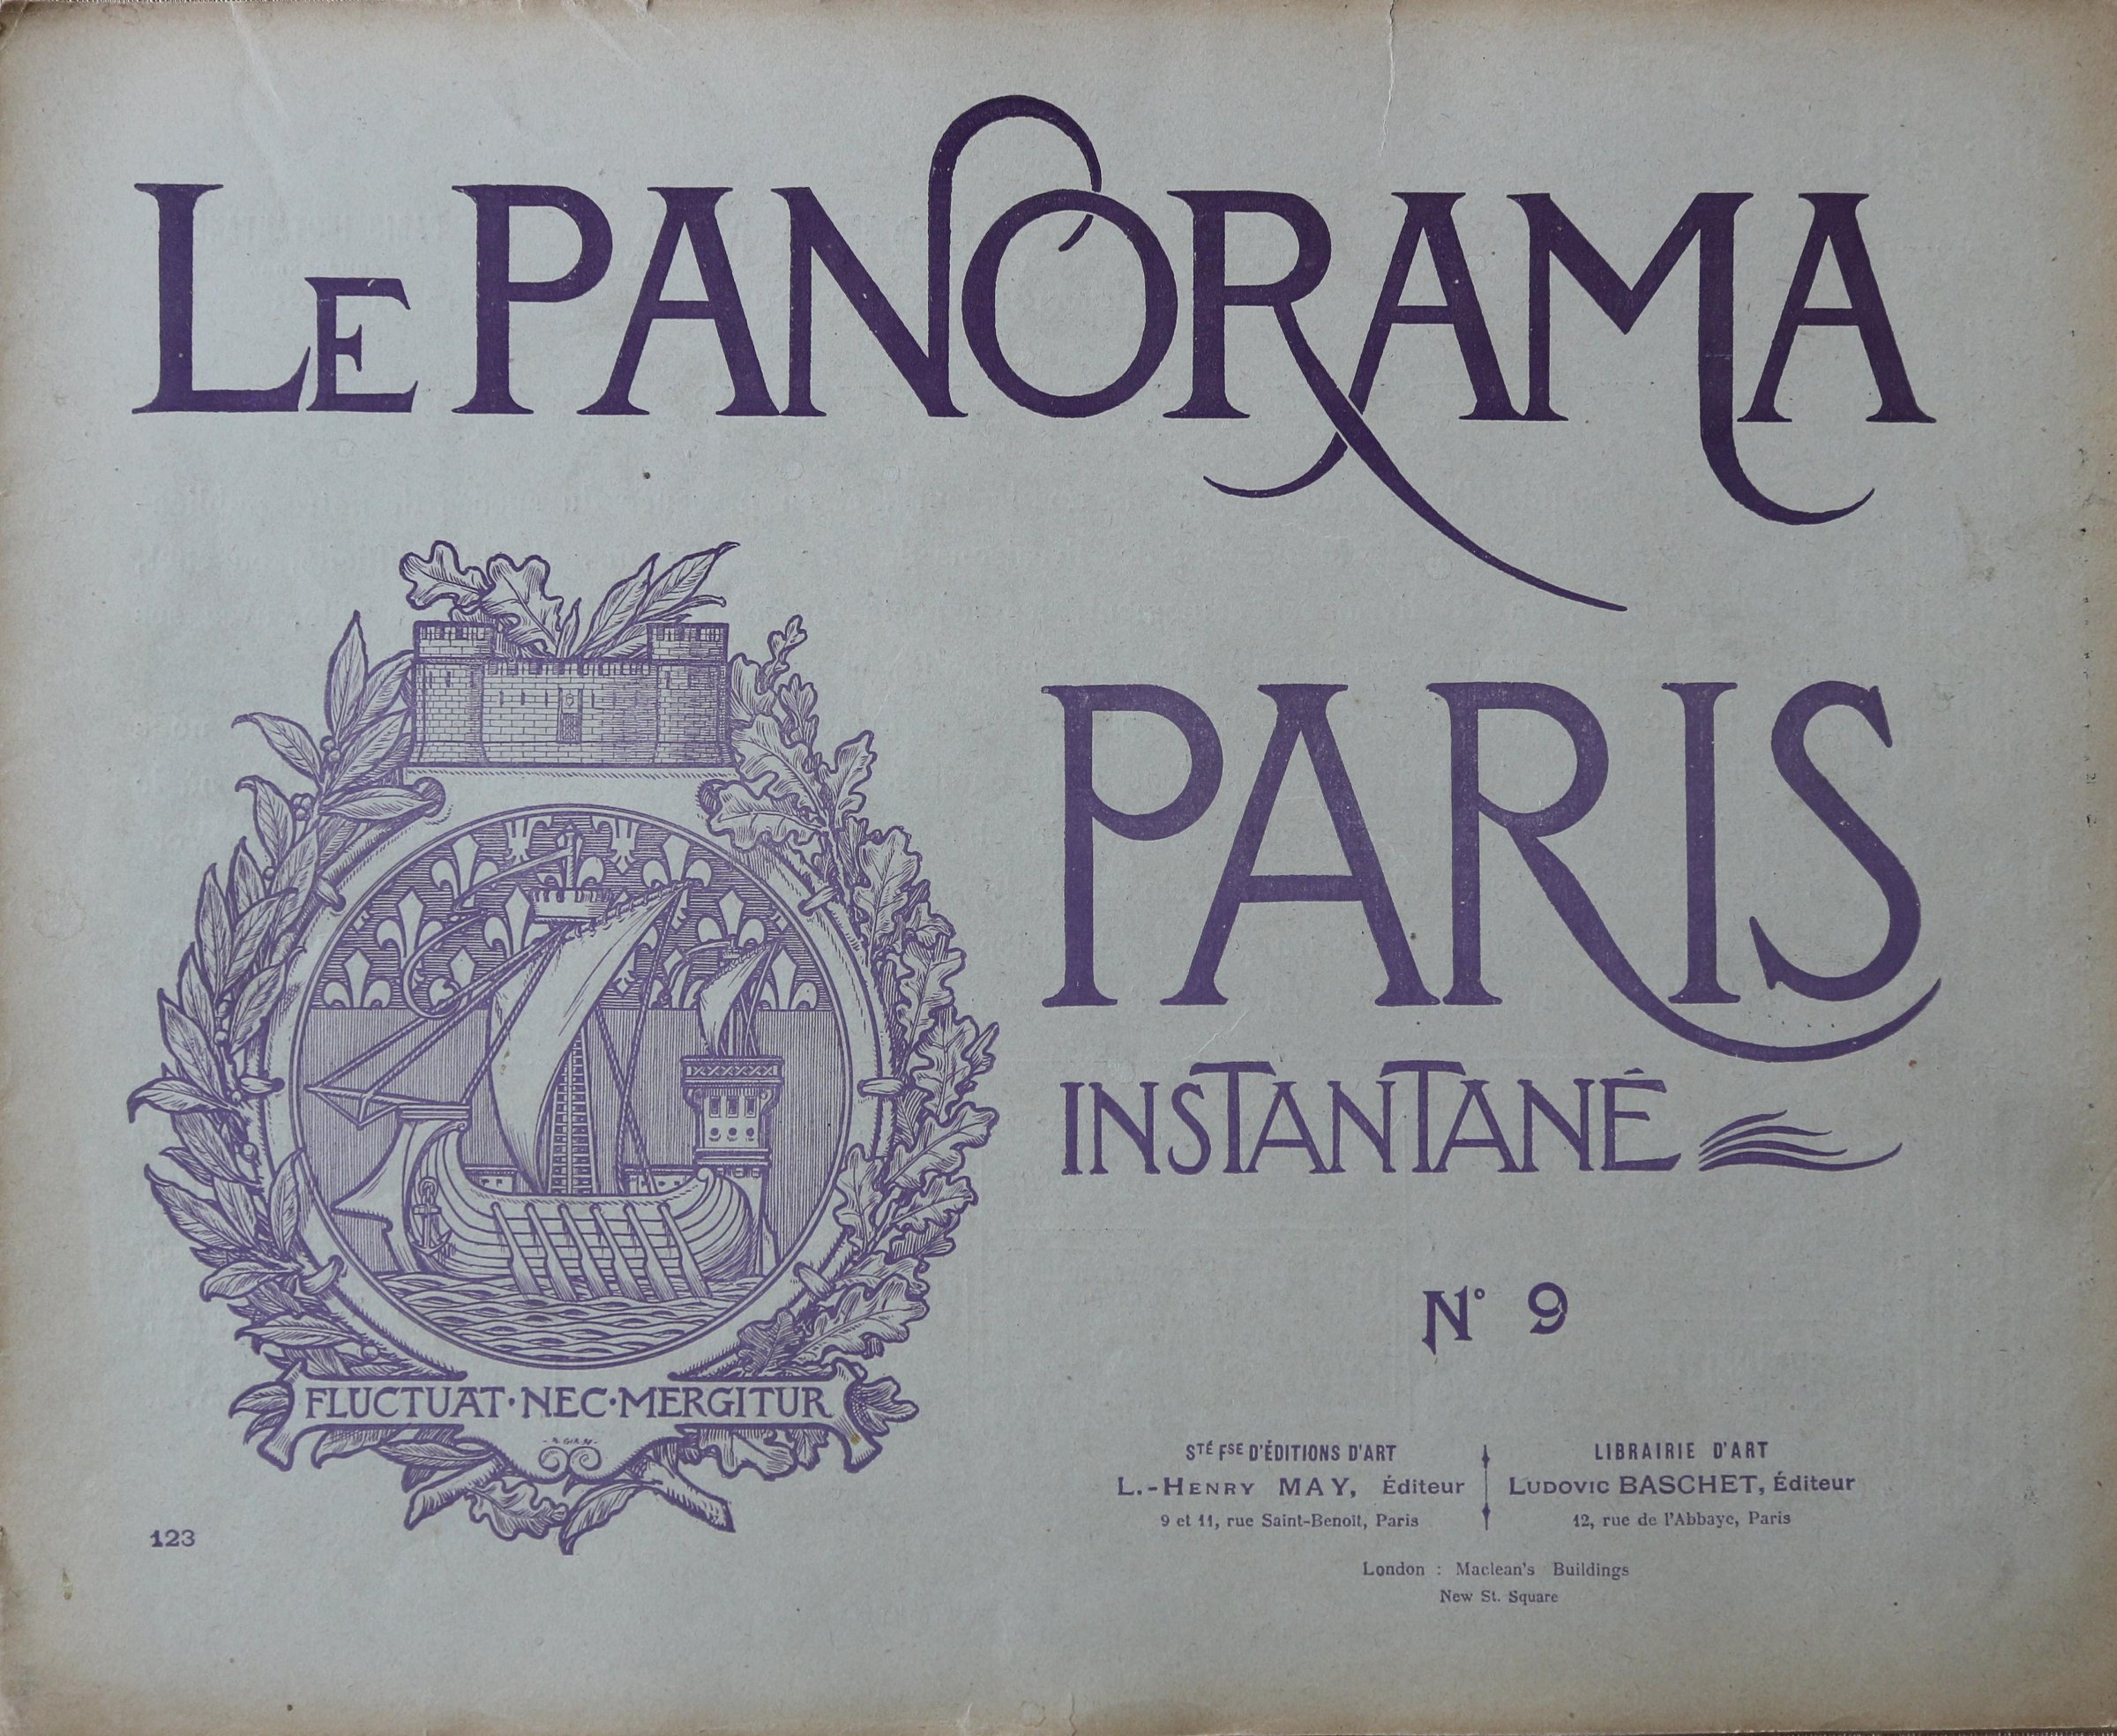 LE PANORAMA
PARIS
INSTANTANÉ
N° 9
FLUCTUAT·NEC·MERGITUR
STÉ FSE D'ÉDITIONS D'ART
L.-HENRY MAY, Éditeur
9 et 11, rue Saint-Benoît, Paris
LIBRAIRIE D'ART
LUDOVIC BASCHET, Éditeur
12, rue de l'Abbaye, Paris
London : Maclean's Buildings
New St. Square
123